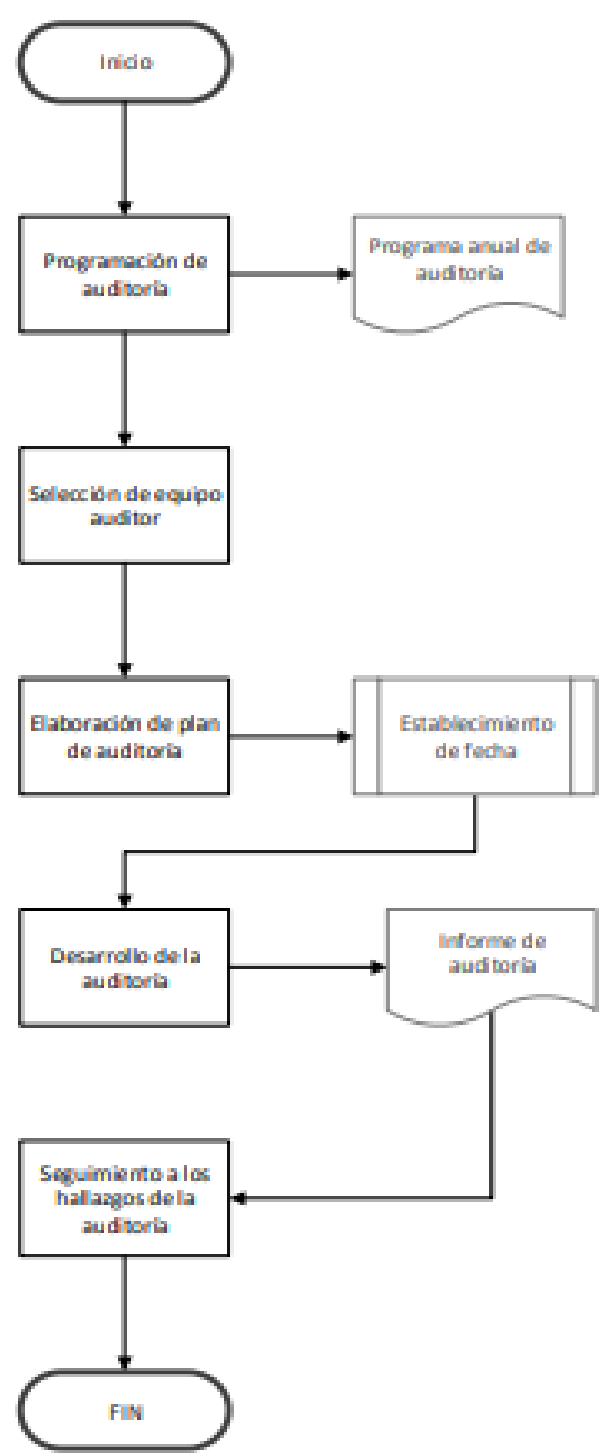 Inicio
Programación de
auditoría
Programa anual de
auditoría
Selección de equipo
auditor
Elaboración de plan
de auditoría
Establecimiento
de fecha
Desarrollo de la
auditoría
Informe de
auditoría
Seguimiento a los
hallazgos de la
auditoría
FIN